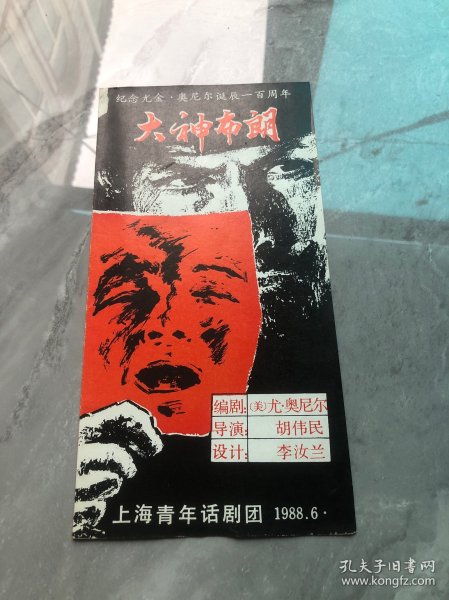 纪念尤金·奥尼尔诞辰一百周年
大神布朗
编剧:(美)尤·奥尼尔
导演: 胡伟民
设计: 李汝兰
上海青年话剧团 1988.6·
孔夫子旧书网
www.kongfz.com